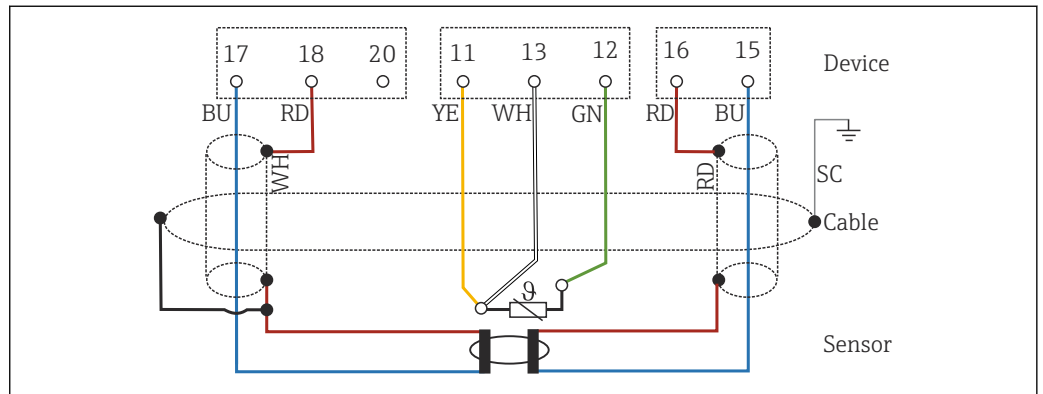 17 18 20 11 13 12 16 15
Device
BU RD YE WH GN RD BU
WH
RD
SC
Cable
ϑ
Sensor